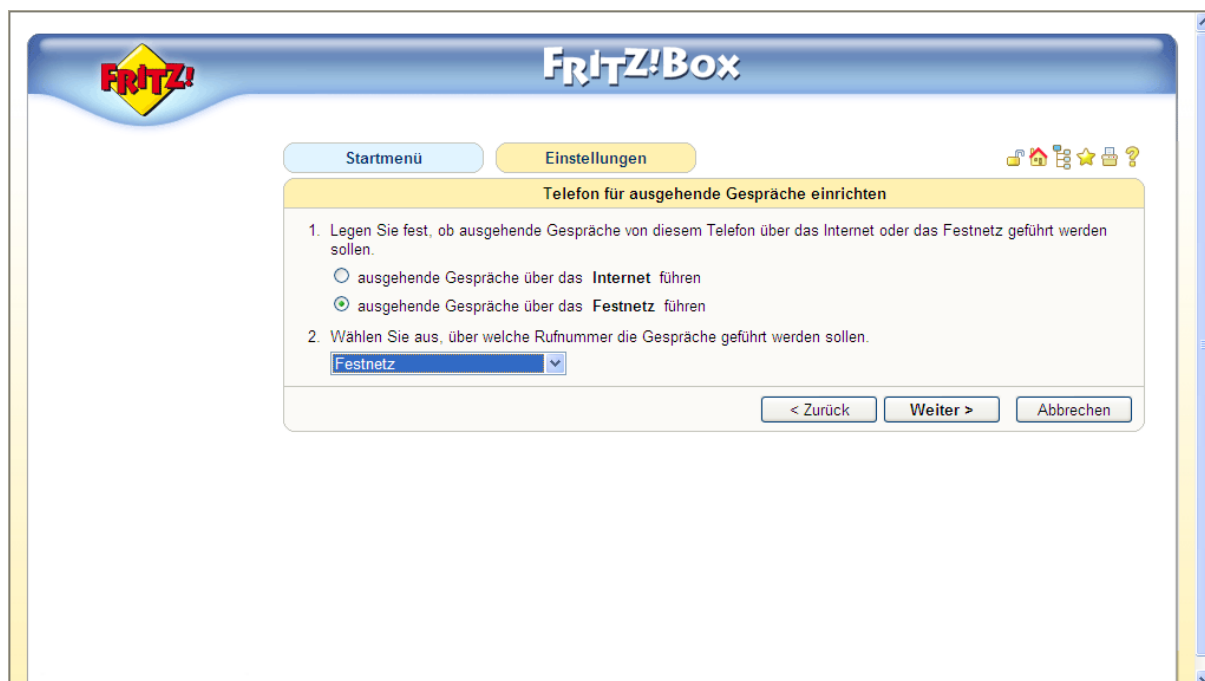 FRITZ!
FRITZ!BOX
Startmenü
Einstellungen
?
Telefon für ausgehende Gespräche einrichten
1. Legen Sie fest, ob ausgehende Gespräche von diesem Telefon über das Internet oder das Festnetz geführt werden
sollen.
ausgehende Gespräche über das Internet führen
ausgehende Gespräche über das Festnetz führen
2. Wählen Sie aus, über welche Rufnummer die Gespräche geführt werden sollen.
Festnetz
< Zurück
Weiter >
Abbrechen